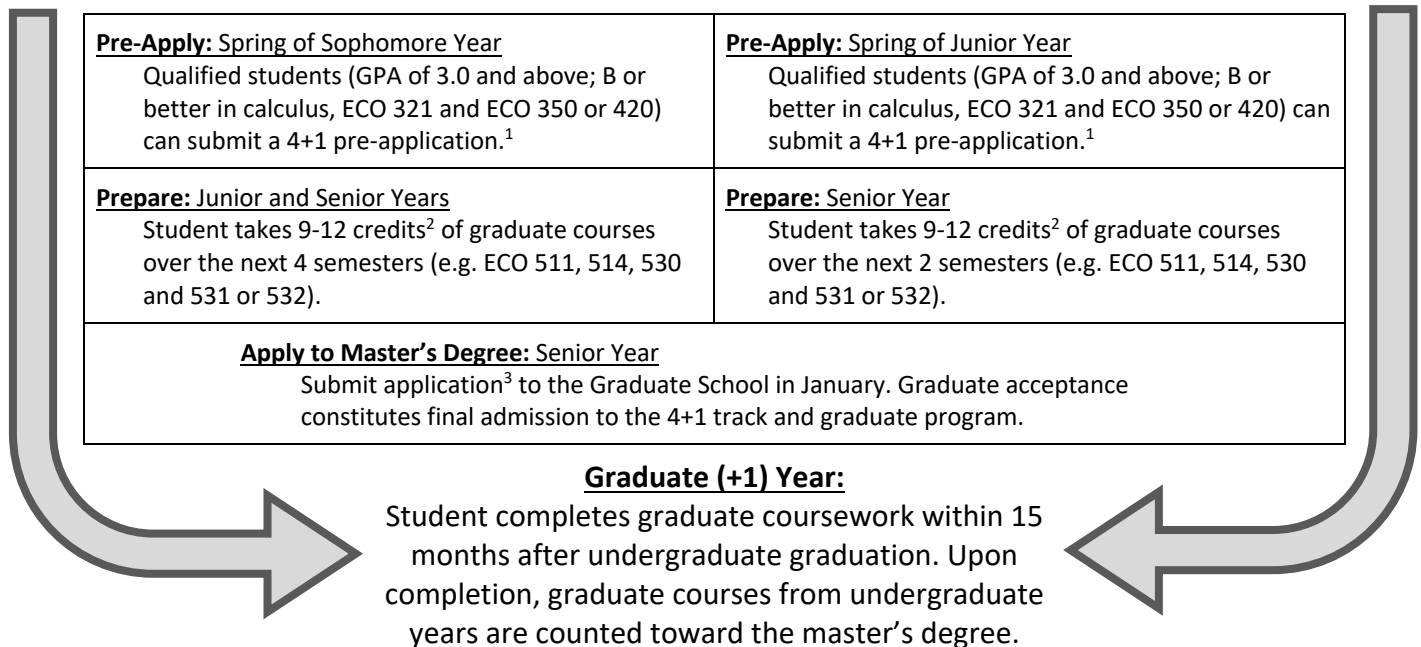 Pre-Apply: Spring of Sophomore Year
Qualified students (GPA of 3.0 and above; B or
better in calculus, ECO 321 and ECO 350 or 420)
can submit a 4+1 pre-application.1
Pre-Apply: Spring of Junior Year
Qualified students (GPA of 3.0 and above; B or
better in calculus, ECO 321 and ECO 350 or 420) can
submit a 4+1 pre-application.1
Prepare: Junior and Senior Years
Student takes 9-12 credits2 of graduate courses
over the next 4 semesters (e.g. ECO 511, 514, 530
and 531 or 532).
Prepare: Senior Year
Student takes 9-12 credits2 of graduate courses
over the next 2 semesters (e.g. ECO 511, 514, 530
and 531 or 532).
Apply to Master’s Degree: Senior Year
Submit application3 to the Graduate School in January. Graduate acceptance
constitutes final admission to the 4+1 track and graduate program.
Graduate (+1) Year:
Student completes graduate coursework within 15
months after undergraduate graduation. Upon
completion, graduate courses from undergraduate
years are counted toward the master’s degree.